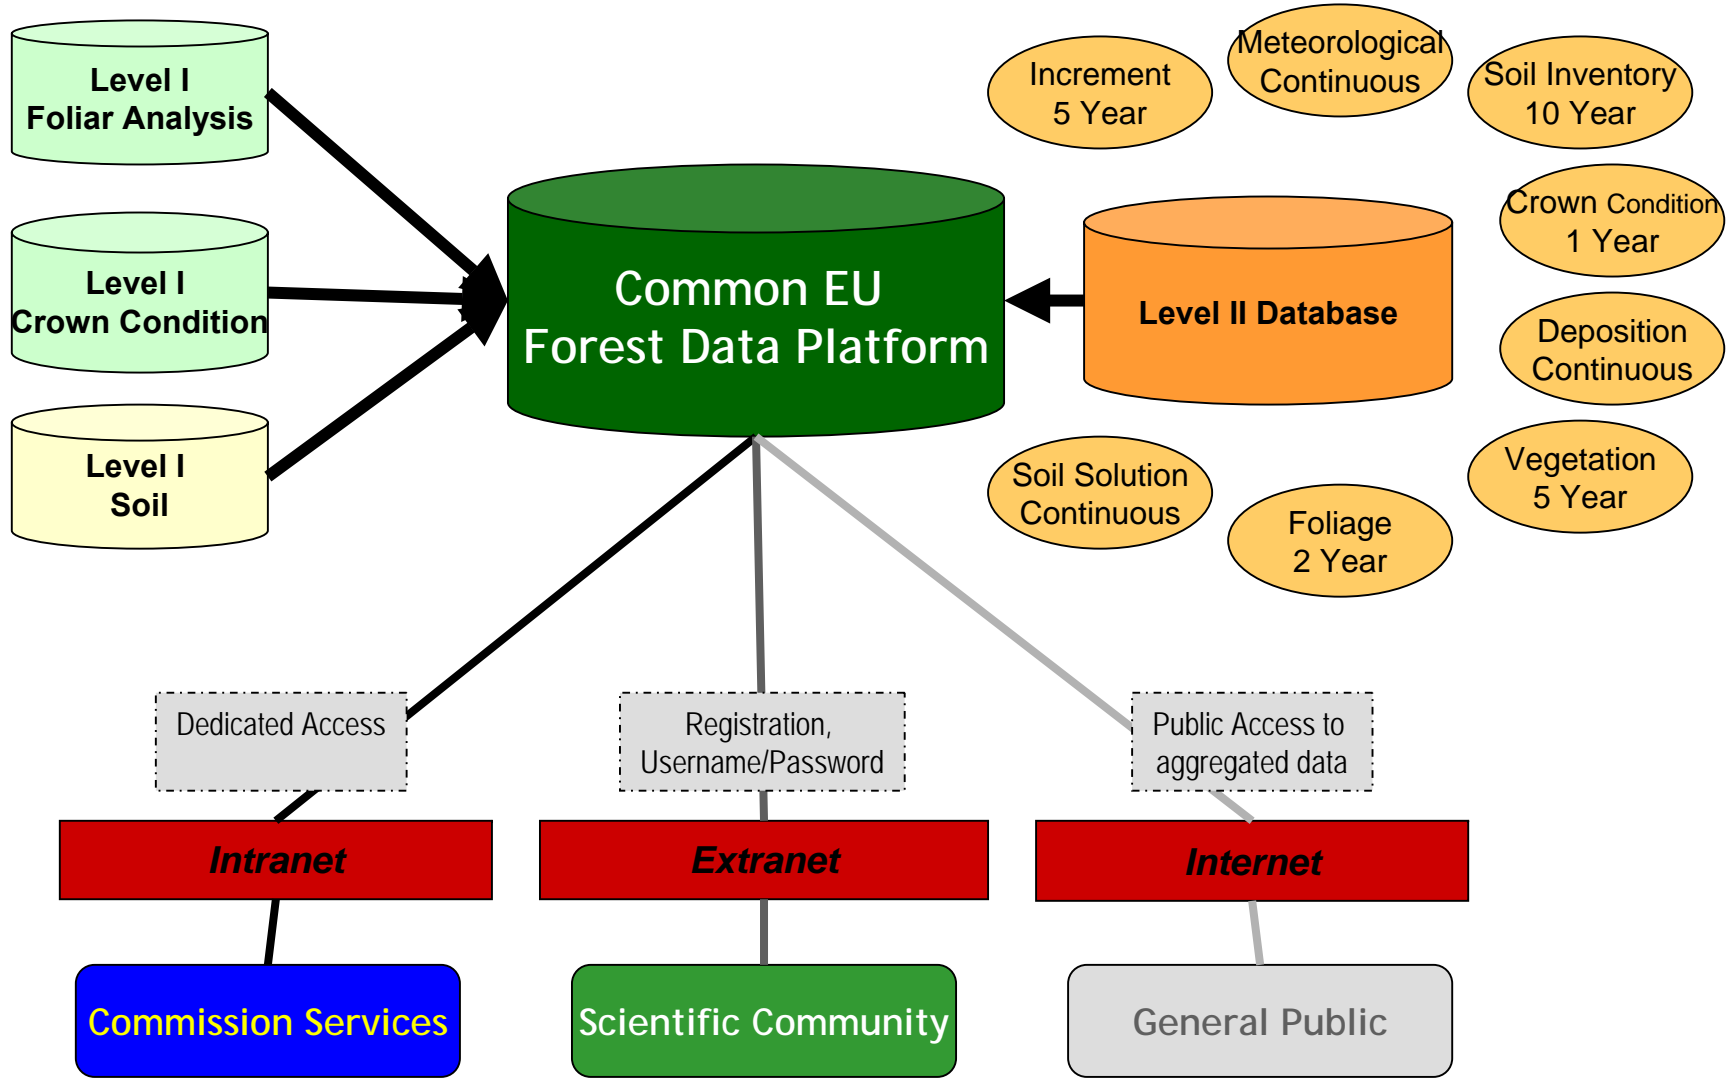 Level I
Foliar Analysis
Level I
Crown Condition
Level I
Soil
Common EU
Forest Data Platform
Level II Database
Increment
5 Year
Meteorological
Continuous
Soil Inventory
10 Year
Crown Condition
1 Year
Deposition
Continuous
Vegetation
5 Year
Foliage
2 Year
Soil Solution
Continuous
Dedicated Access
Registration,
Username/Password
Public Access to
aggregated data
Intranet
Extranet
Internet
Commission Services
Scientific Community
General Public